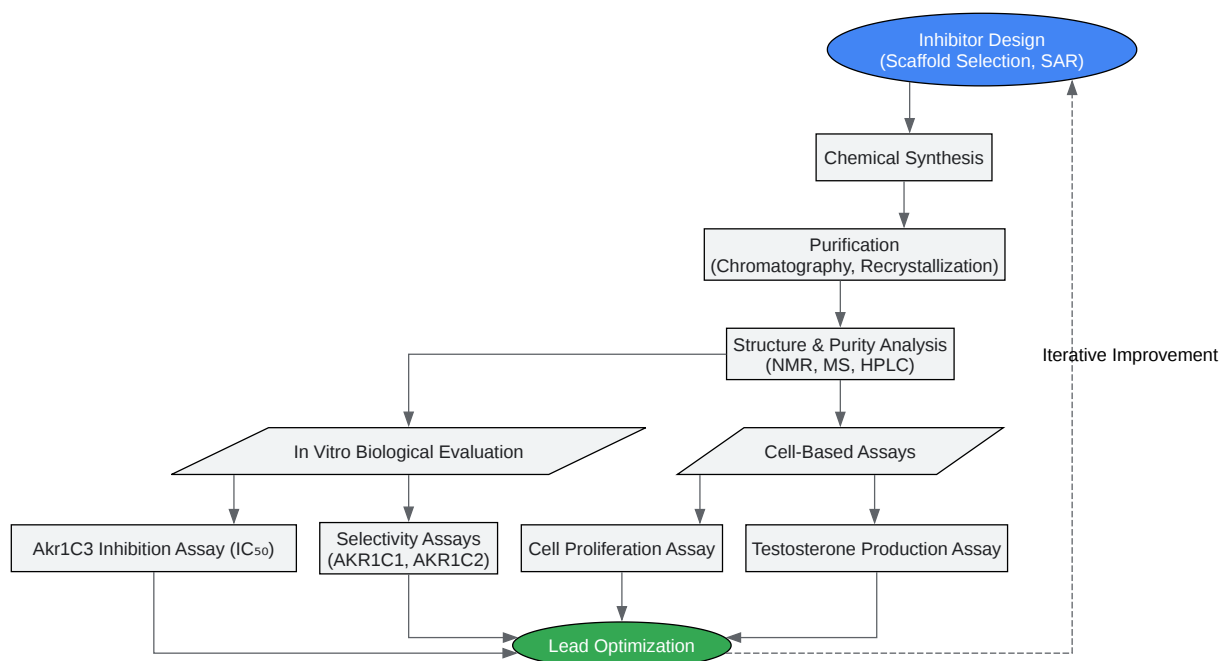 Inhibitor Design
(Scaffold Selection, SAR)
Chemical Synthesis
Purification
(Chromatography, Recrystallization)
Structure & Purity Analysis
(NMR, MS, HPLC)
Iterative Improvement
In Vitro Biological Evaluation
Cell-Based Assays
Akr1C3 Inhibition Assay (IC₅₀)
Selectivity Assays
(AKR1C1, AKR1C2)
Cell Proliferation Assay
Testosterone Production Assay
Lead Optimization